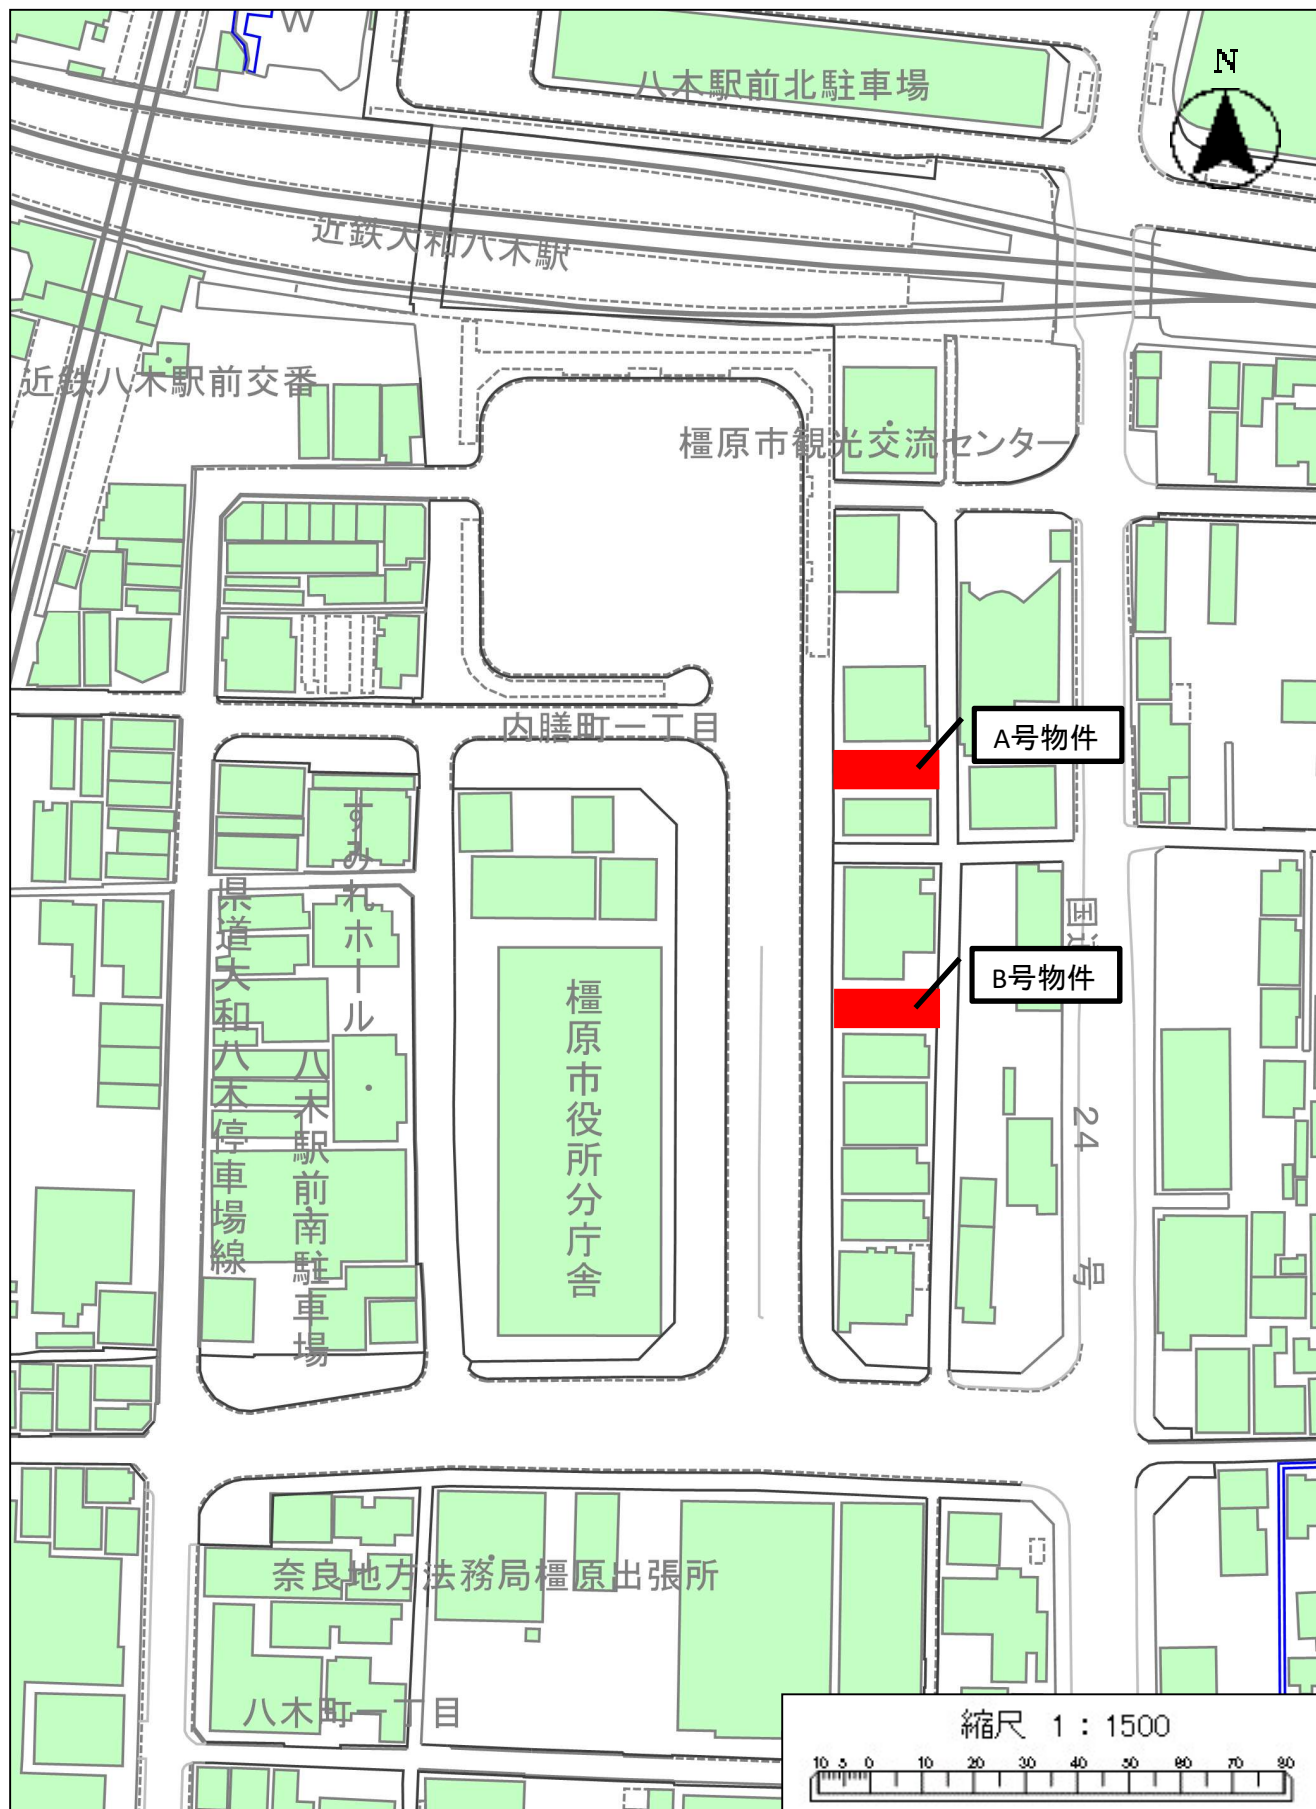 W
八木駅前北駐車場
N
近鉄大和八木駅
近鉄八木駅前交番
橿原市観光交流センター
内膳町一丁目
A号物件
すみれホール
県道大和八木停車場線
国道
B号物件
橿原市役所分庁舎
八木駅前南駐車場
24
号
奈良地方法務局橿原出張所
八木町一丁目
縮尺 1：1500
10 5 0 10 20 30 40 50 60 70 80